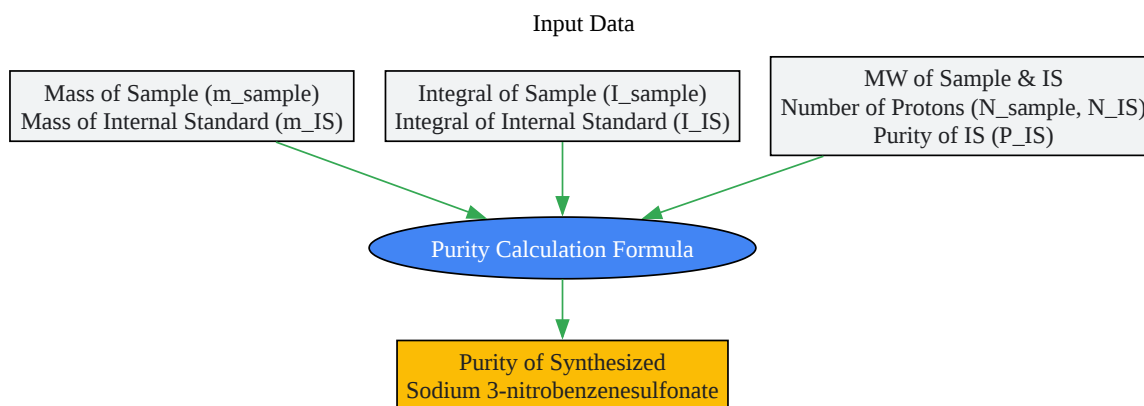 Input Data
Mass of Sample (m_sample)
Mass of Internal Standard (m_IS)
Integral of Sample (I_sample)
Integral of Internal Standard (I_IS)
MW of Sample & IS
Number of Protons (N_sample, N_IS)
Purity of IS (P_IS)
Purity Calculation Formula
Purity of Synthesized
Sodium 3-nitrobenzenesulfonate